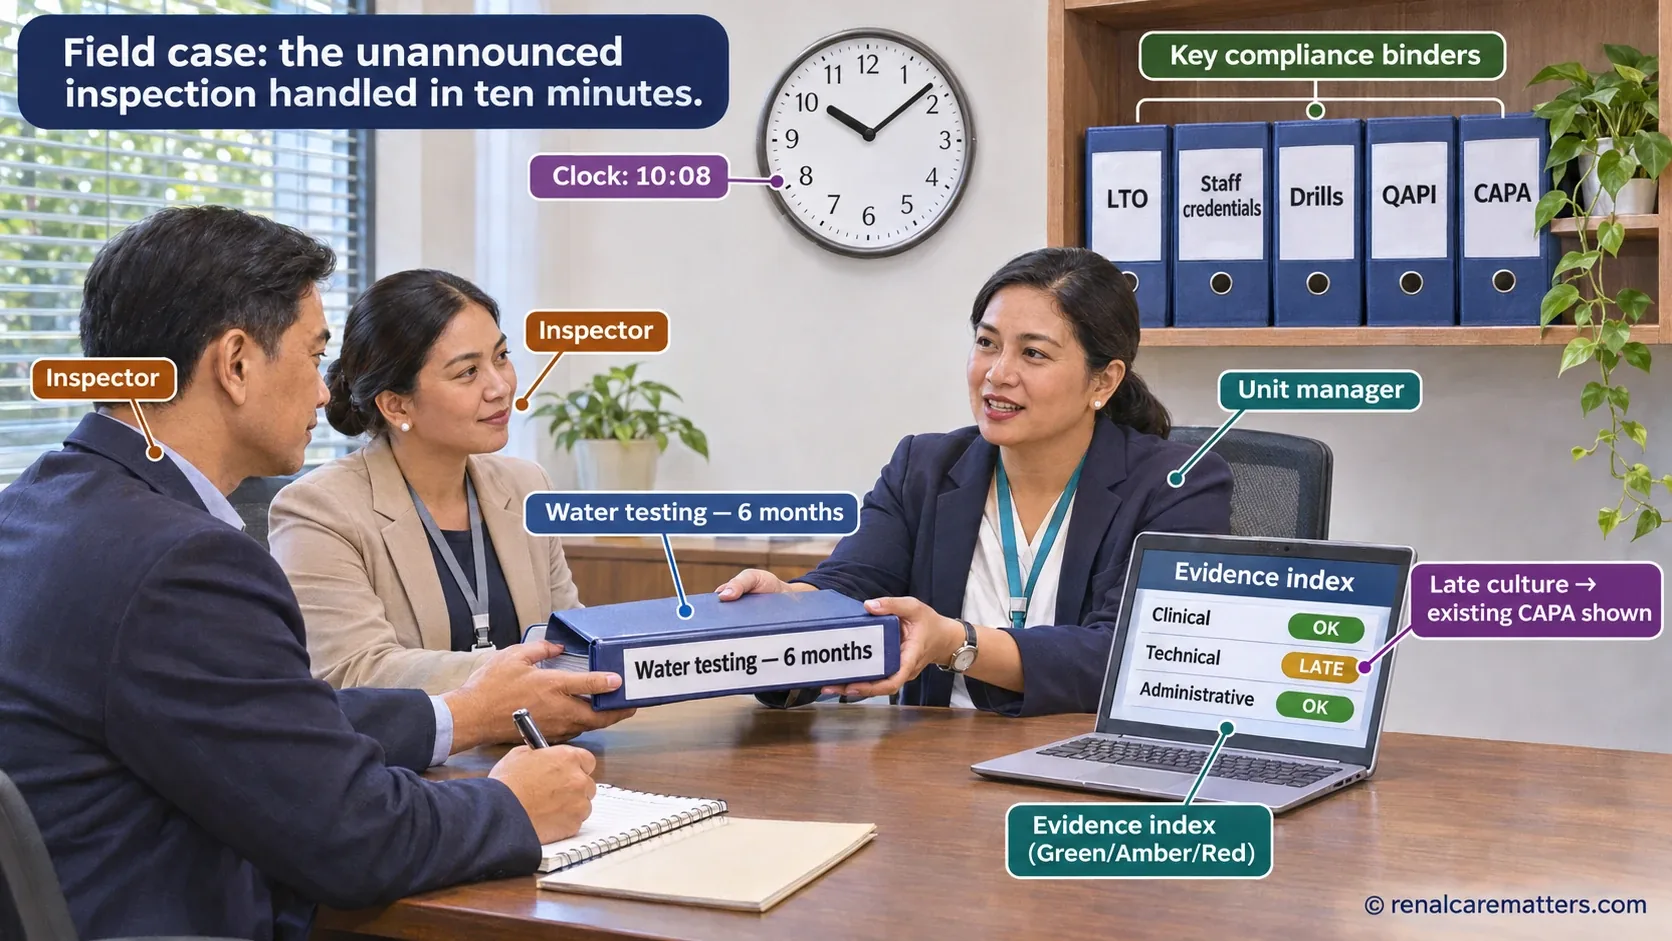 Field case: the unannounced
inspection handled in ten minutes.
Key compliance binders
12
11
1
10
2
9
3
8
4
7
5
6
Clock: 10:08
LTO
Staff
credentials
Drills
QAPI
CAPA
Inspector
Inspector
Unit manager
Water testing — 6 months
Water testing — 6 months
Evidence index
Clinical
OK
Technical
LATE
Administrative
OK
Late culture →
existing CAPA shown
Evidence index
(Green/Amber/Red)
© renalcarematters.com